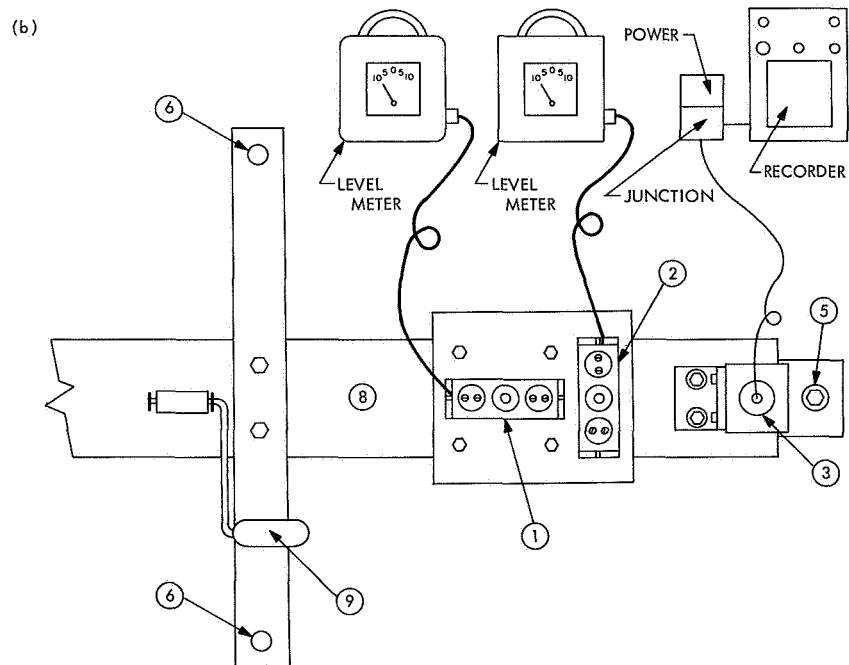 (b)
10 5 0 5 10
10 5 0 5 10
POWER
6
LEVEL
METER
LEVEL
METER
JUNCTION
RECORDER
2
5
8
3
1
6
9